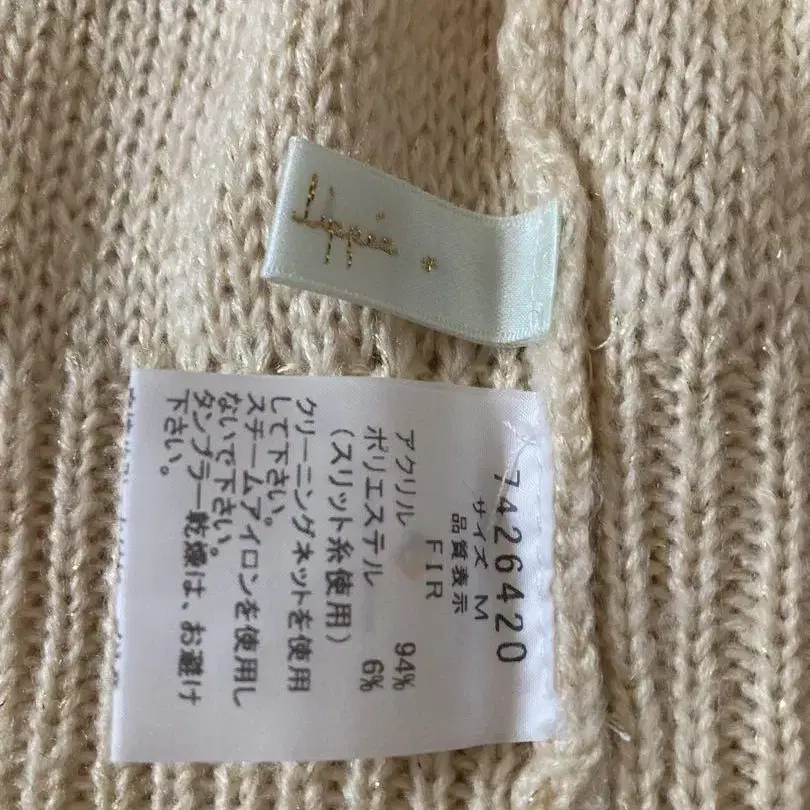 7426420
サイズ M
品質表示
FIR
アクリル 94%
ポリエステル 6%
(スリット糸使用)
クリーニングネットを使用
して下さい。
スチームアイロンを使用し
ないで下さい。
タンブラー乾燥は、お避け
下さい。